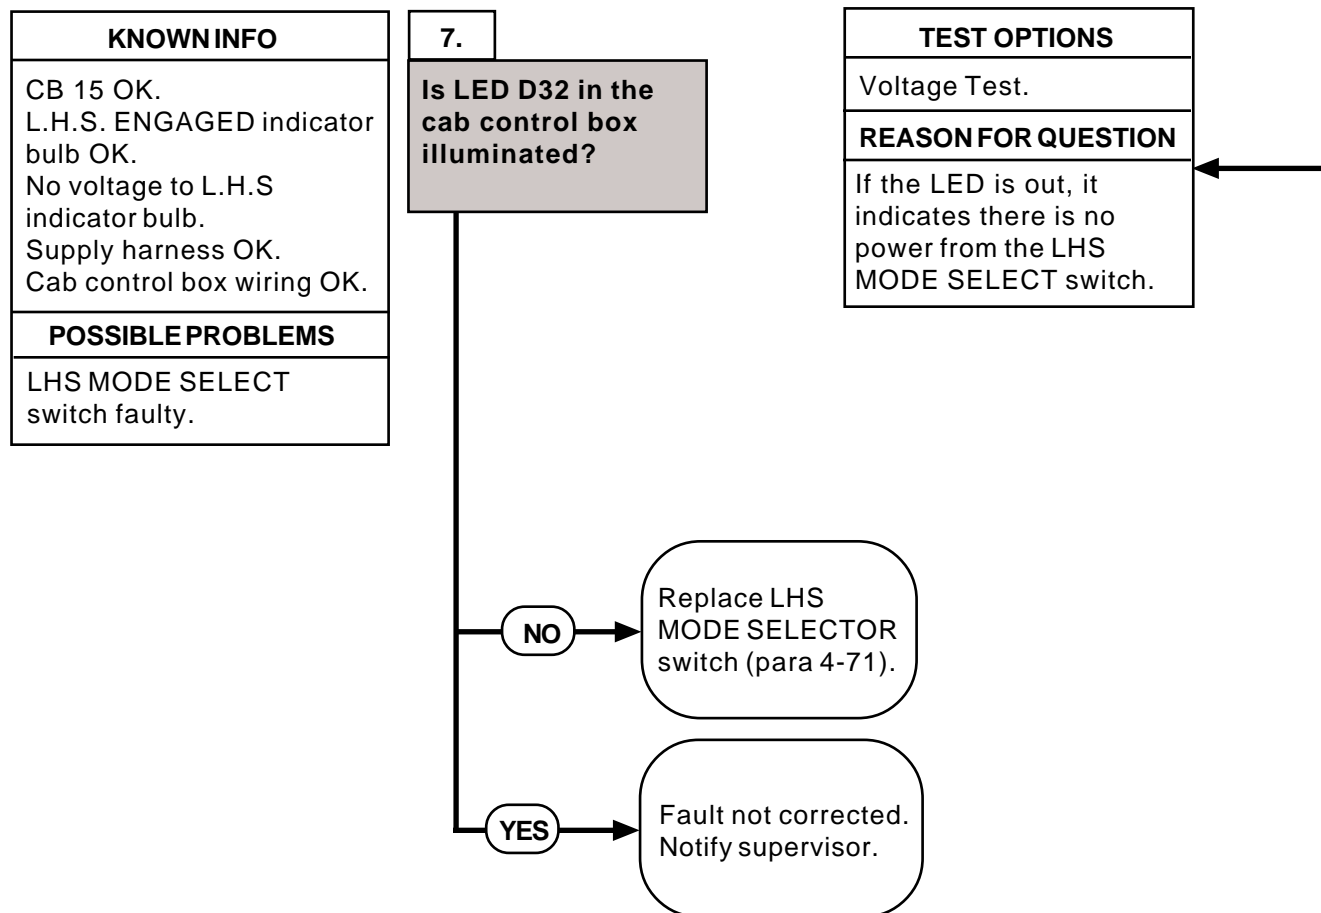 KNOWN INFO
CB 15 OK.
L.H.S. ENGAGED indicator
bulb OK.
No voltage to L.H.S
indicator bulb.
Supply harness OK.
Cab control box wiring OK.
POSSIBLE PROBLEMS
LHS MODE SELECT
switch faulty.
7.
Is LED D32 in the
cab control box
illuminated?
TEST OPTIONS
Voltage Test.
REASON FOR QUESTION
If the LED is out, it
indicates there is no
power from the LHS
MODE SELECT switch.
NO
Replace LHS
MODE SELECTOR
switch (para 4-71).
YES
Fault not corrected.
Notify supervisor.